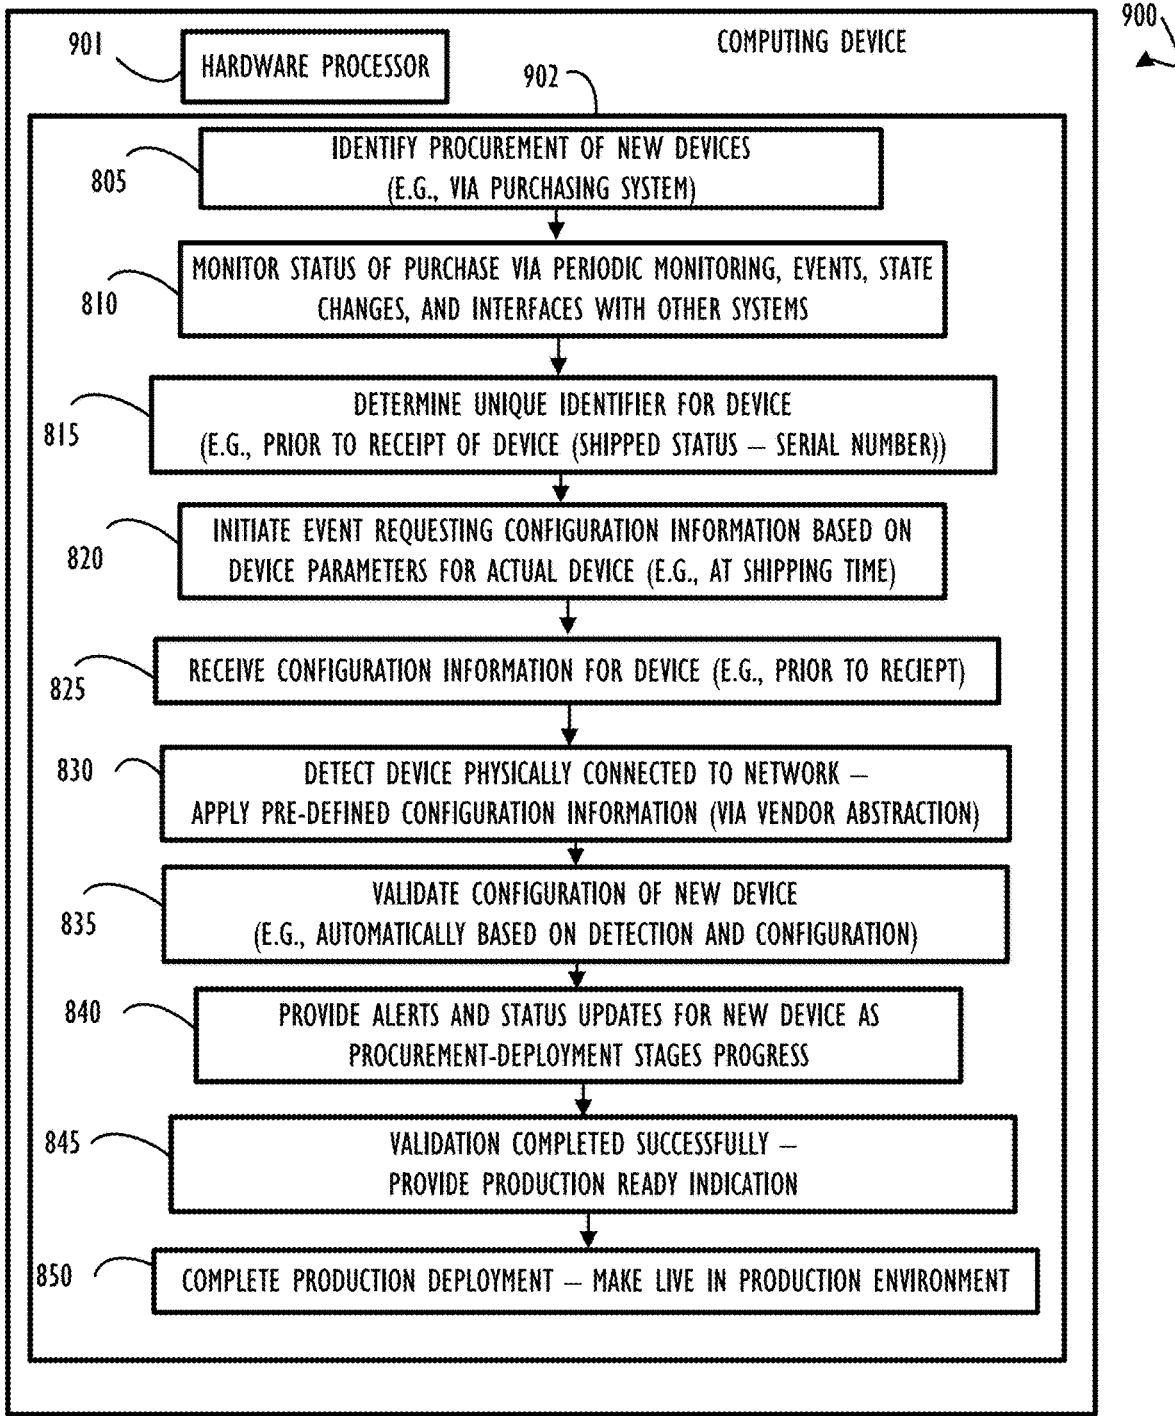 900
901
HARDWARE PROCESSOR
COMPUTING DEVICE
902
805
IDENTIFY PROCUREMENT OF NEW DEVICES
(E.G., VIA PURCHASING SYSTEM)
810
MONITOR STATUS OF PURCHASE VIA PERIODIC MONITORING, EVENTS, STATE
CHANGES, AND INTERFACES WITH OTHER SYSTEMS
815
DETERMINE UNIQUE IDENTIFIER FOR DEVICE
(E.G., PRIOR TO RECEIPT OF DEVICE (SHIPPED STATUS – SERIAL NUMBER))
820
INITIATE EVENT REQUESTING CONFIGURATION INFORMATION BASED ON
DEVICE PARAMETERS FOR ACTUAL DEVICE (E.G., AT SHIPPING TIME)
825
RECEIVE CONFIGURATION INFORMATION FOR DEVICE (E.G., PRIOR TO RECIEPT)
830
DETECT DEVICE PHYSICALLY CONNECTED TO NETWORK –
APPLY PRE-DEFINED CONFIGURATION INFORMATION (VIA VENDOR ABSTRACTION)
835
VALIDATE CONFIGURATION OF NEW DEVICE
(E.G., AUTOMATICALLY BASED ON DETECTION AND CONFIGURATION)
840
PROVIDE ALERTS AND STATUS UPDATES FOR NEW DEVICE AS
PROCUREMENT-DEPLOYMENT STAGES PROGRESS
845
VALIDATION COMPLETED SUCCESSFULLY –
PROVIDE PRODUCTION READY INDICATION
850
COMPLETE PRODUCTION DEPLOYMENT – MAKE LIVE IN PRODUCTION ENVIRONMENT